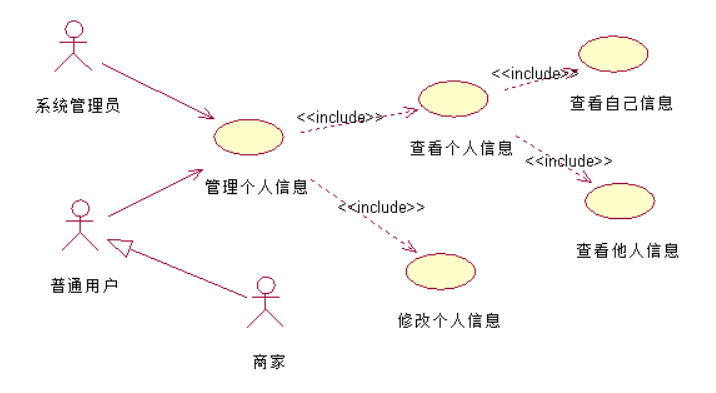 系统管理员
<<include>>
查看自己信息
<<include>>
查看个人信息
<<include>>
管理个人信息
<<include>>
查看他人信息
普通用户
修改个人信息
商家